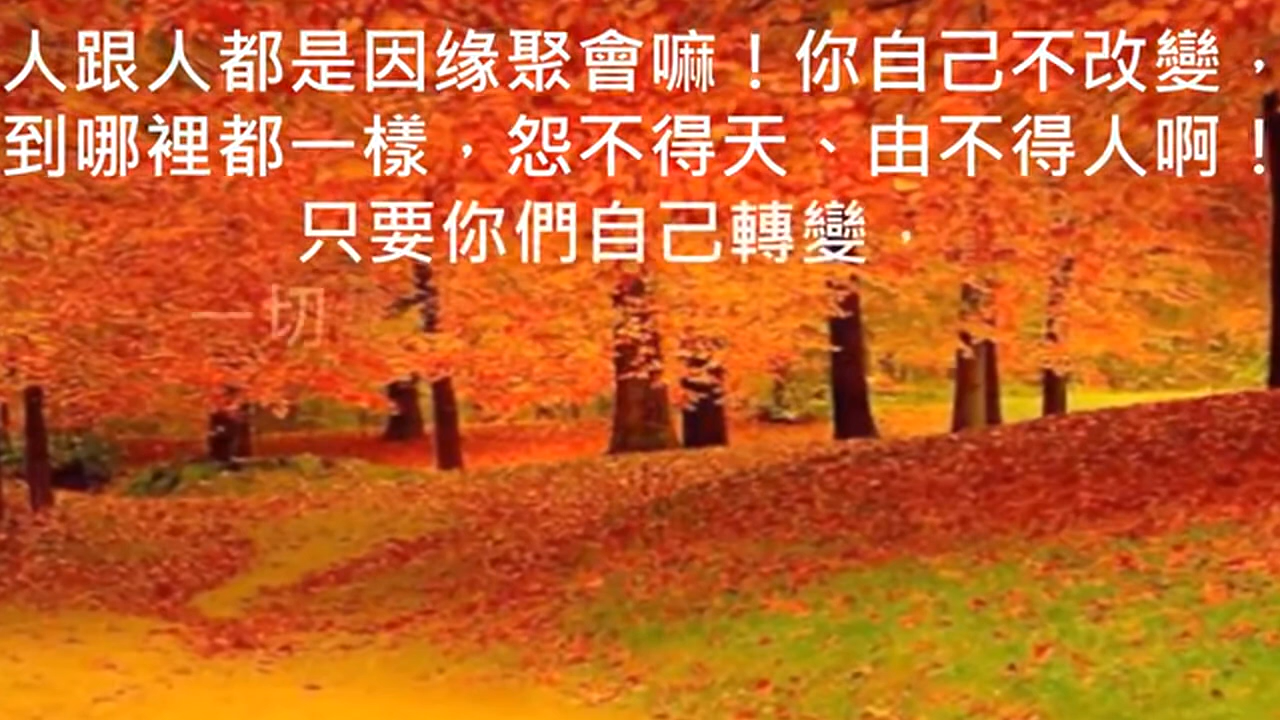 人跟人都是因缘聚會嘛！你自己不改變，
到哪裡都一樣，怨不得天、由不得人啊！
只要你們自己轉變，
一切